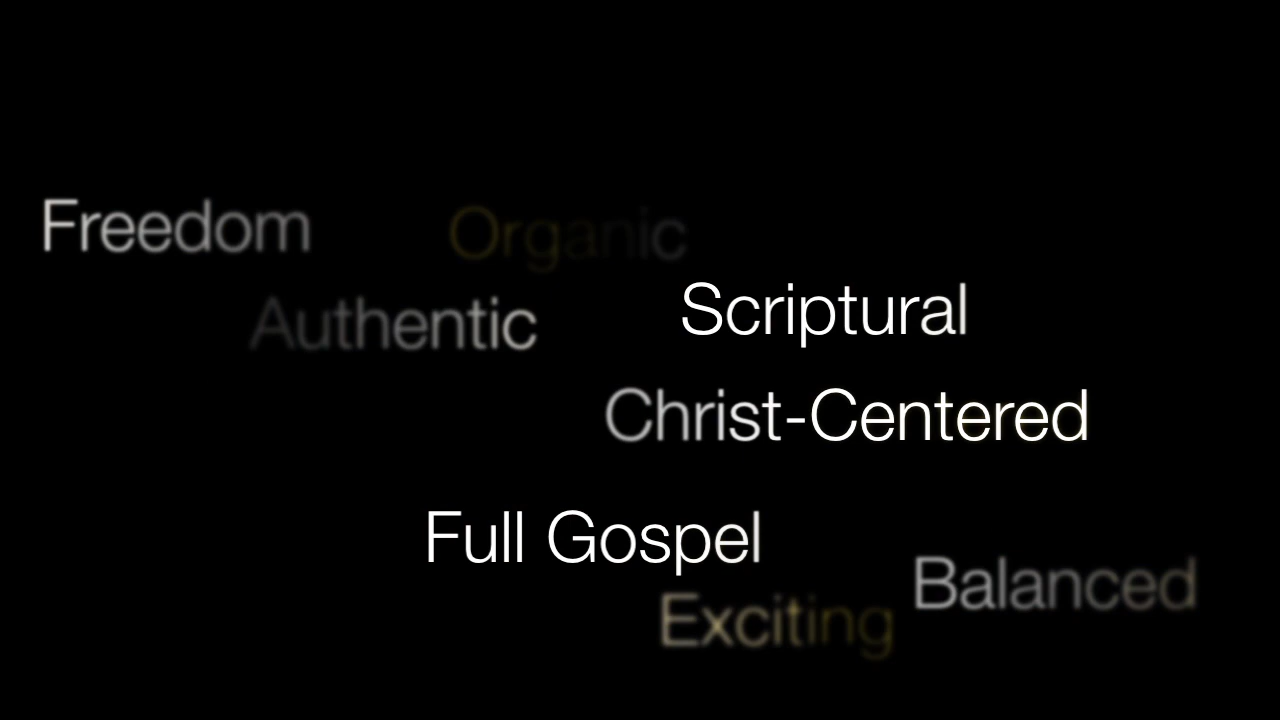 Freedom
Organic
Authentic
Scriptural
Christ-Centered
Full Gospel
Balanced
Exciting